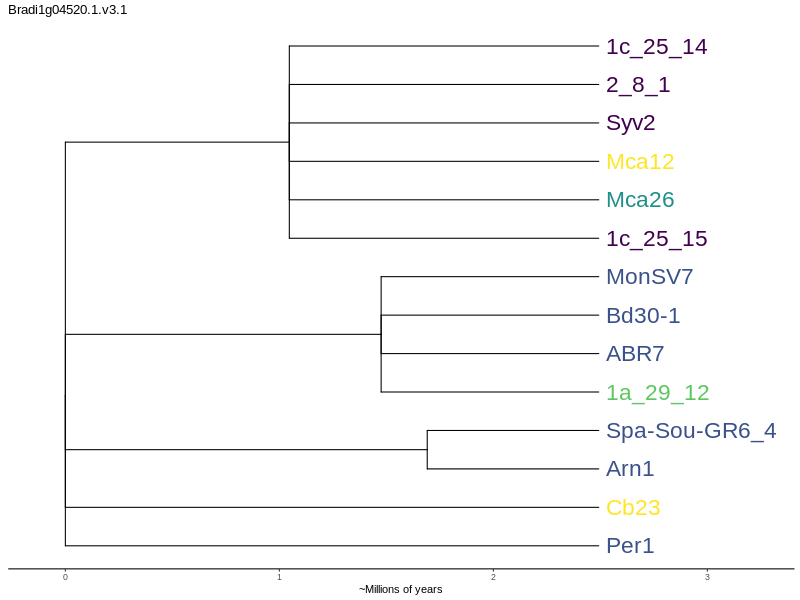 Bradi1g04520.1.v3.1
1c_25_14
2_8_1
Syv2
Mca12
Mca26
1c_25_15
MonSV7
Bd30-1
ABR7
1a_29_12
Spa-Sou-GR6_4
Arn1
Cb23
Per1
0 1 2 3
~Millions of years